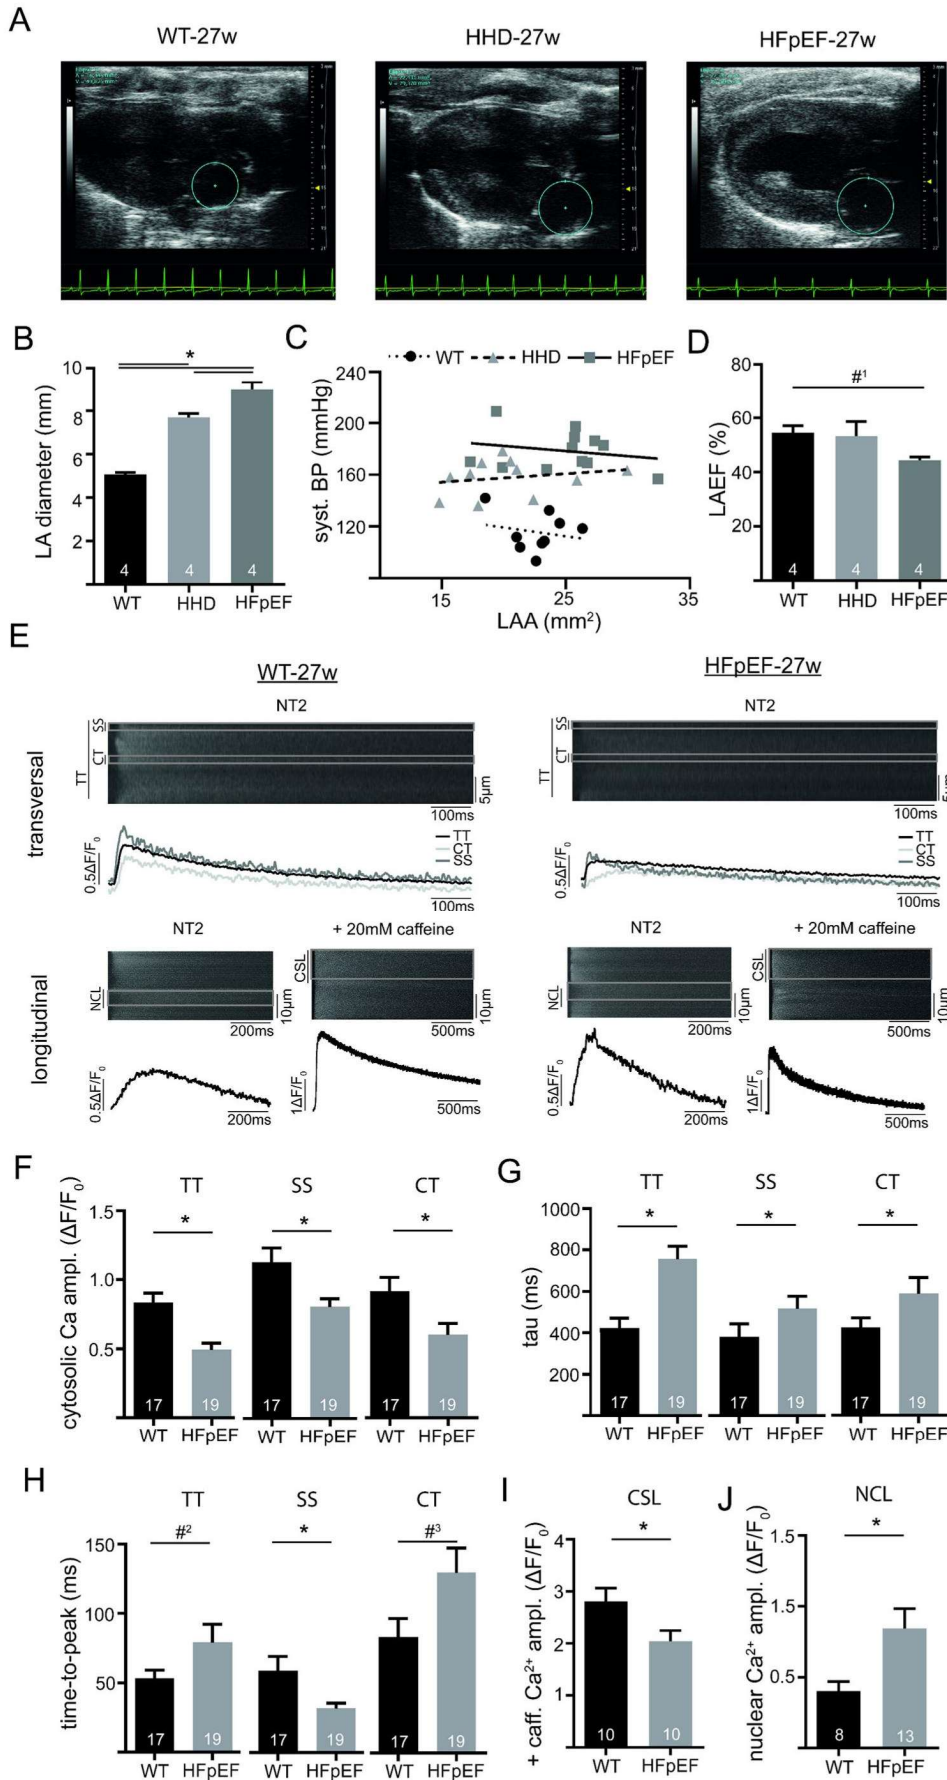 A
WT-27w
HHD-27w
HFpEF-27w
B
*
LA diameter (mm)
10
8
6
4
2
4
4
4
WT
HHD
HFpEF
C
WT
HHD
HFpEF
syst. BP (mmHg)
240
200
160
120
15
25
35
LAA (mm²)
D
#¹
LAEF (%)
80
60
40
20
4
4
4
WT
HHD
HFpEF
E
WT-27w
HFpEF-27w
transversal
NT2
SS
CT
TT
5µm
100ms
0.5ΔF/F₀
TT
CT
SS
100ms
NT2
SS
CT
TT
5µm
100ms
0.5ΔF/F₀
TT
CT
SS
100ms
longitudinal
NT2
NCL
10µm
200ms
0.5ΔF/F₀
200ms
+ 20mM caffeine
CSL
10µm
500ms
1ΔF/F₀
500ms
NT2
NCL
10µm
200ms
0.5ΔF/F₀
200ms
+ 20mM caffeine
CSL
10µm
500ms
1ΔF/F₀
500ms
F
TT
SS
CT
cytosolic Ca ampl. (ΔF/F₀)
1.5
1.0
0.5
*
*
*
17
19
17
19
17
19
WT HFpEF
WT HFpEF
WT HFpEF
G
TT
SS
CT
tau (ms)
1000
800
600
400
200
*
*
*
17
19
17
19
17
19
WT HFpEF
WT HFpEF
WT HFpEF
H
TT
SS
CT
time-to-peak (ms)
150
100
50
#²
*
#³
17
19
17
19
17
19
WT HFpEF
WT HFpEF
WT HFpEF
I
CSL
+ caff. Ca²⁺ ampl. (ΔF/F₀)
4
3
2
1
*
10
10
WT HFpEF
J
NCL
nuclear Ca²⁺ ampl. (ΔF/F₀)
1.5
1.5
0.5
*
8
13
WT HFpEF